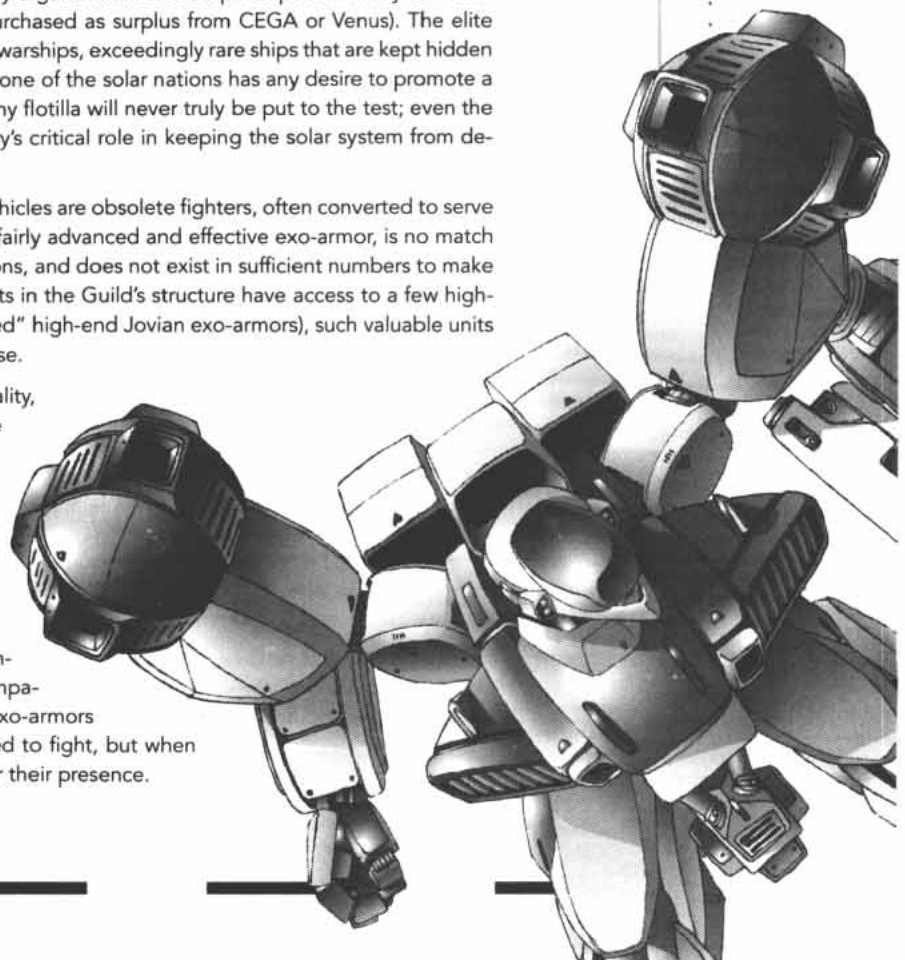 urchased as surplus from CEGA or Venus). The elite
warships, exceedingly rare ships that are kept hidden
one of the solar nations has any desire to promote a
ny flotilla will never truly be put to the test; even the
y's critical role in keeping the solar system from de-
hicles are obsolete fighters, often converted to serve
fairly advanced and effective exo-armor, is no match
ons, and does not exist in sufficient numbers to make
ts in the Guild's structure have access to a few high-
ed" high-end Jovian exo-armors), such valuable units
se.
ality,
n-
mpa-
xo-armors
ed to fight, but when
r their presence.